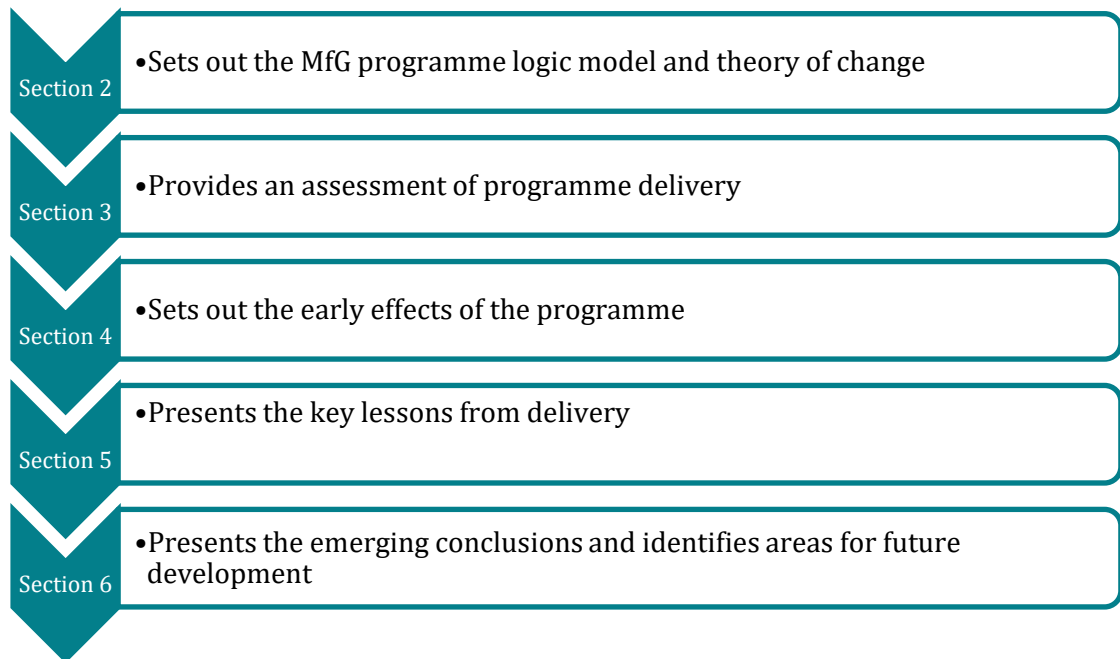 Section 2
•Sets out the MfG programme logic model and theory of change
Section 3
•Provides an assessment of programme delivery
Section 4
•Sets out the early effects of the programme
Section 5
•Presents the key lessons from delivery
Section 6
•Presents the emerging conclusions and identifies areas for future
development